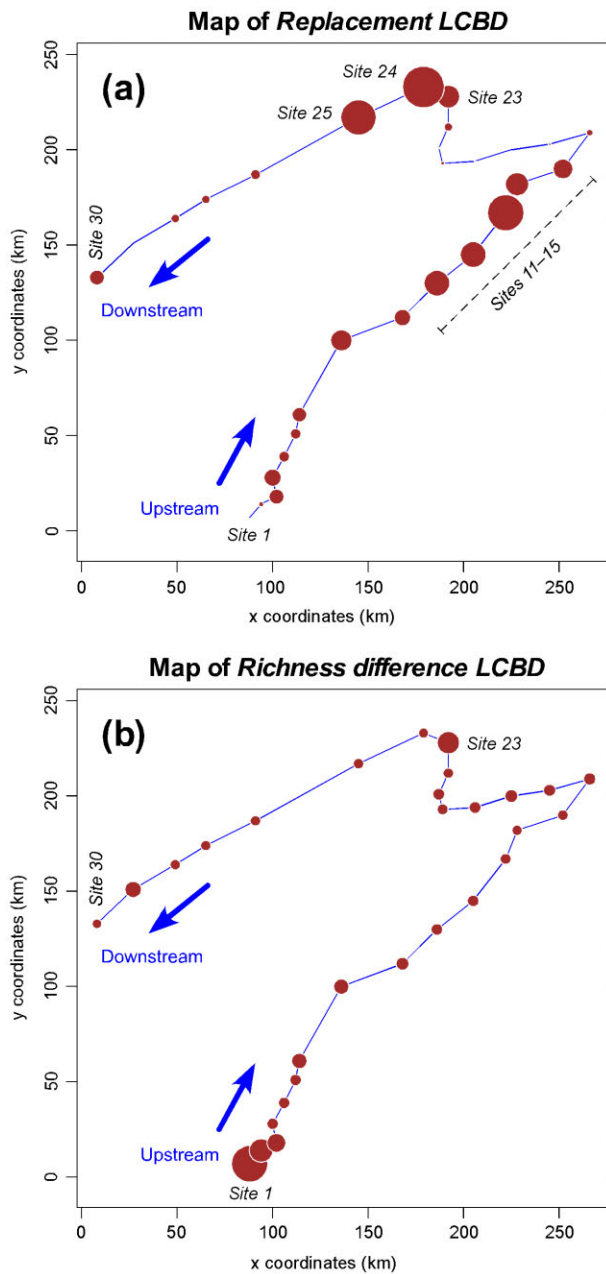 Map of Replacement LCBD
(a)
Site 24
Site 25
Site 23
Site 30
Sites 11–15
Downstream
Upstream
Site 1
y coordinates (km)
0
50
100
150
200
250
0
50
100
150
200
250
x coordinates (km)
Map of Richness difference LCBD
(b)
Site 23
Site 30
Downstream
Upstream
Site 1
y coordinates (km)
0
50
100
150
200
250
0
50
100
150
200
250
x coordinates (km)